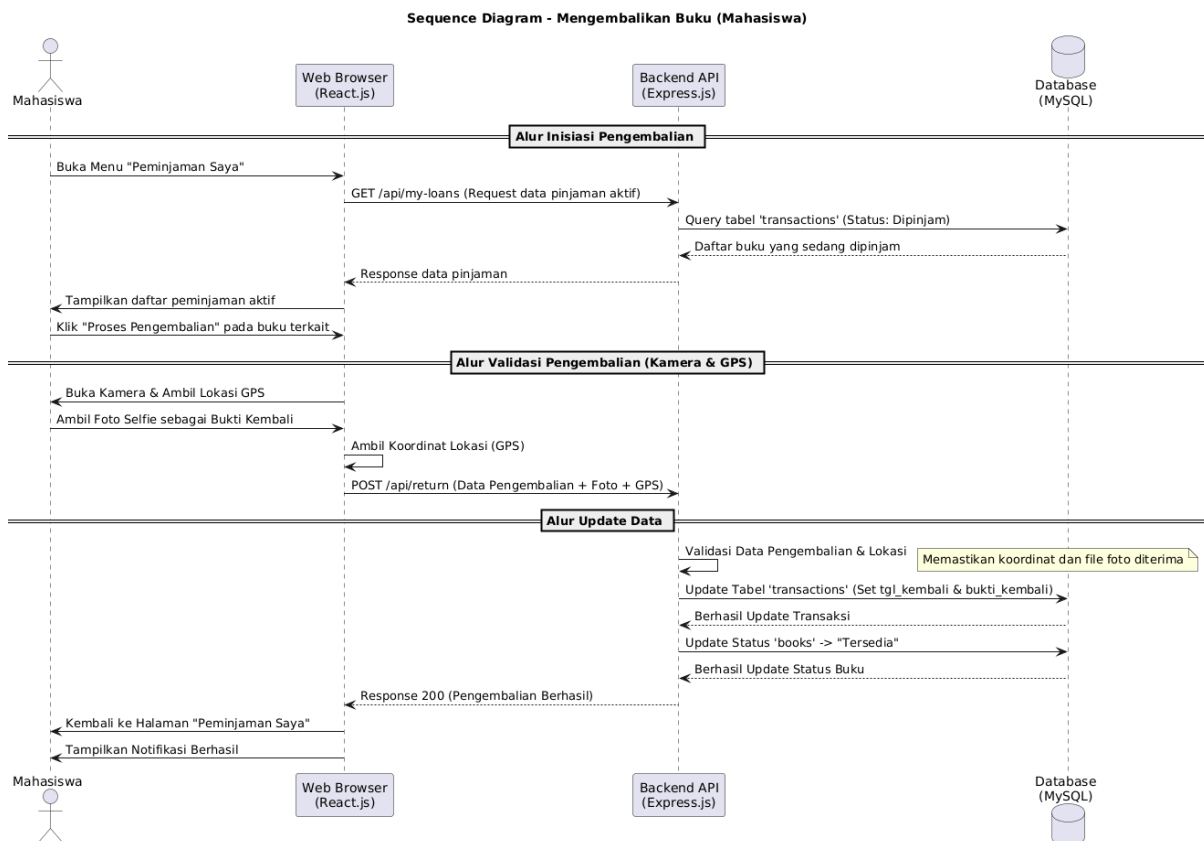 Sequence Diagram - Mengembalikan Buku (Mahasiswa)
Mahasiswa
Web Browser
(React.js)
Backend API
(Express.js)
Database
(MySQL)
Alur Inisiasi Pengembalian
Buka Menu "Peminjaman Saya"
GET /api/my-loans (Request data pinjaman aktif)
Query tabel 'transactions' (Status: Dipinjam)
Daftar buku yang sedang dipinjam
Response data pinjaman
Tampilkan daftar peminjaman aktif
Klik "Proses Pengembalian" pada buku terkait
Alur Validasi Pengembalian (Kamera & GPS)
Buka Kamera & Ambil Lokasi GPS
Ambil Foto Selfie sebagai Bukti Kembali
Ambil Koordinat Lokasi (GPS)
POST /api/return (Data Pengembalian + Foto + GPS)
Alur Update Data
Validasi Data Pengembalian & Lokasi
Memastikan koordinat dan file foto diterima
Update Tabel 'transactions' (Set tgl_kembali & bukti_kembali)
Berhasil Update Transaksi
Update Status 'books' -> "Tersedia"
Berhasil Update Status Buku
Response 200 (Pengembalian Berhasil)
Kembali ke Halaman "Peminjaman Saya"
Tampilkan Notifikasi Berhasil
Mahasiswa
Web Browser
(React.js)
Backend API
(Express.js)
Database
(MySQL)